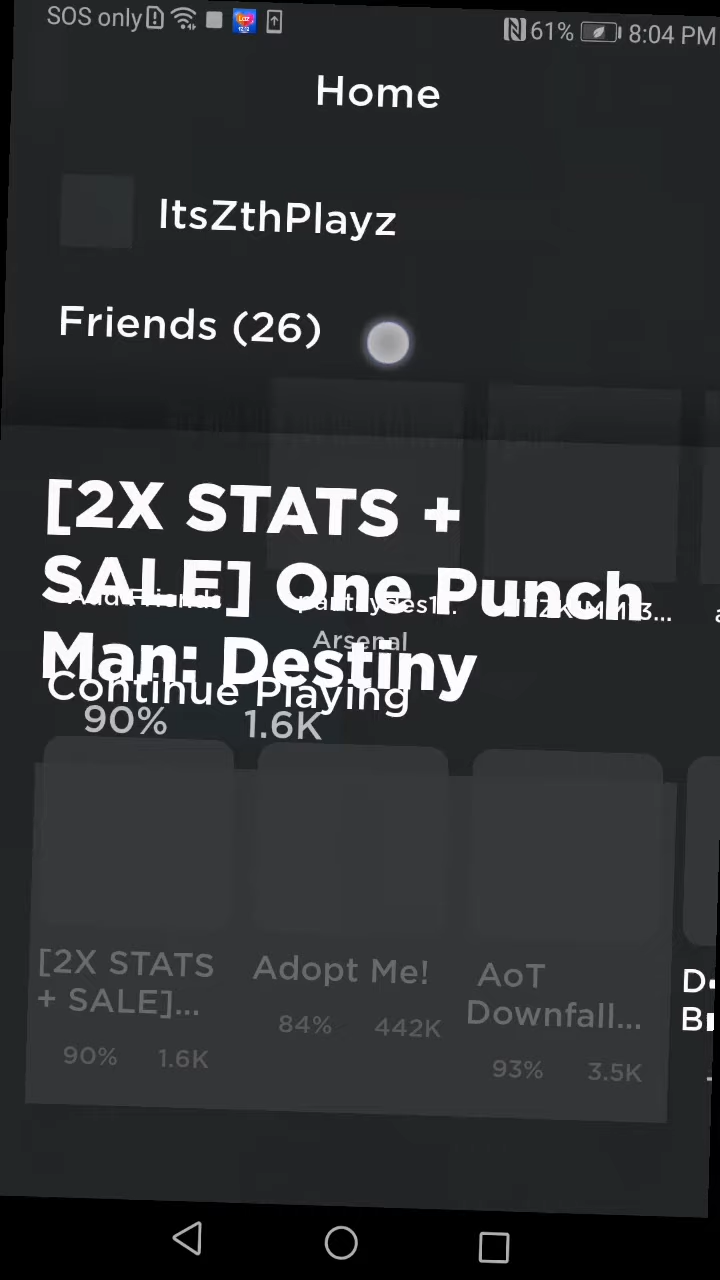 SOS only
61%
8:04 PM
Home
ItsZthPlayz
Friends (26)
[2X STATS +
SALE] One Punch
Man: Destiny
Add Friends
Arsenal
Continue Playing
90% 1.6K
[2X STATS
+ SALE]...
90% 1.6K
Adopt Me!
84% 442K
AoT
Downfall...
93% 3.5K